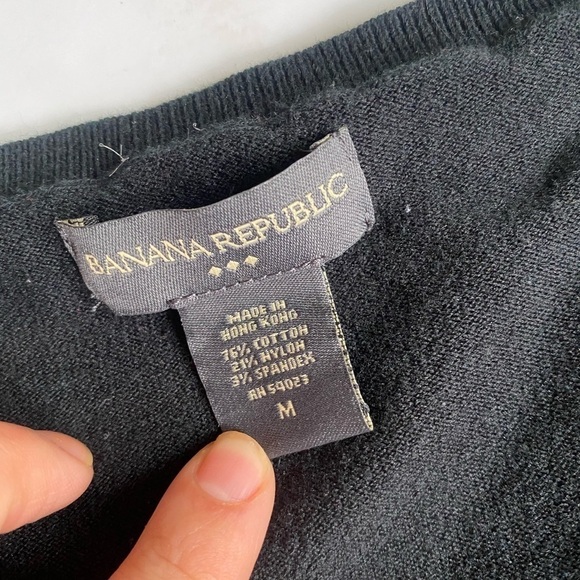 BANANA REPUBLIC
MADE IN
HONG KONG
76% COTTON
21% NYLON
3% SPANDEX
RN 54023
M